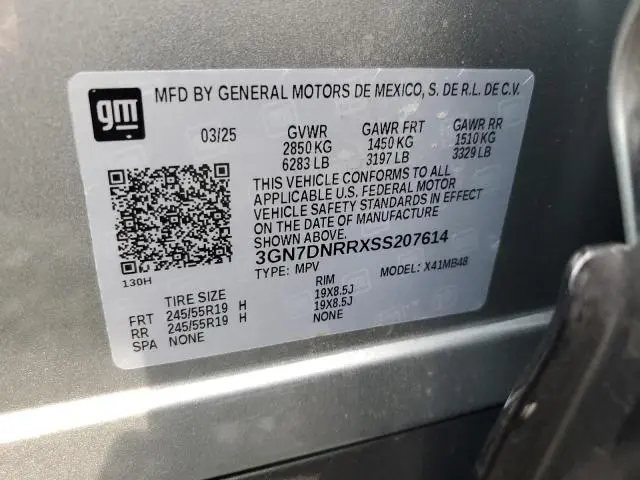 gm MFD BY GENERAL MOTORS DE MEXICO, S. DE R.L. DE C.V.
03/25 GVWR GAWR FRT GAWR RR
2850 KG 1450 KG 1510 KG
6283 LB 3197 LB 3329 LB
THIS VEHICLE CONFORMS TO ALL
APPLICABLE U.S. FEDERAL MOTOR
VEHICLE SAFETY STANDARDS IN EFFECT
ON THE DATE OF MANUFACTURE
SHOWN ABOVE.
3GN7DNRRXSS207614
TYPE: MPV MODEL: X41MB48
130H
TIRE SIZE RIM
FRT 245/55R19 H 19X8.5J
RR 245/55R19 H 19X8.5J
SPA NONE NONE